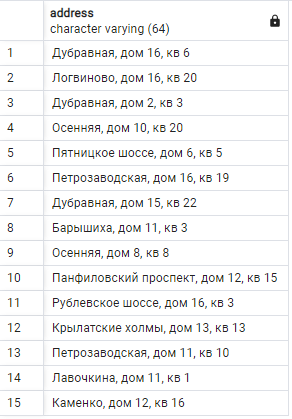 address
character varying (64)
1 Дубравная, дом 16, кв 6
2 Логвиново, дом 16, кв 20
3 Дубравная, дом 2, кв 3
4 Осенняя, дом 10, кв 20
5 Пятницкое шоссе, дом 6, кв 5
6 Петрозаводская, дом 16, кв 19
7 Дубравная, дом 15, кв 22
8 Барышиха, дом 11, кв 3
9 Осенняя, дом 8, кв 8
10 Панфиловский проспект, дом 12, кв 15
11 Рублевское шоссе, дом 16, кв 3
12 Крылатские холмы, дом 13, кв 13
13 Петрозаводская, дом 11, кв 10
14 Лавочкина, дом 11, кв 1
15 Каменко, дом 12, кв 16